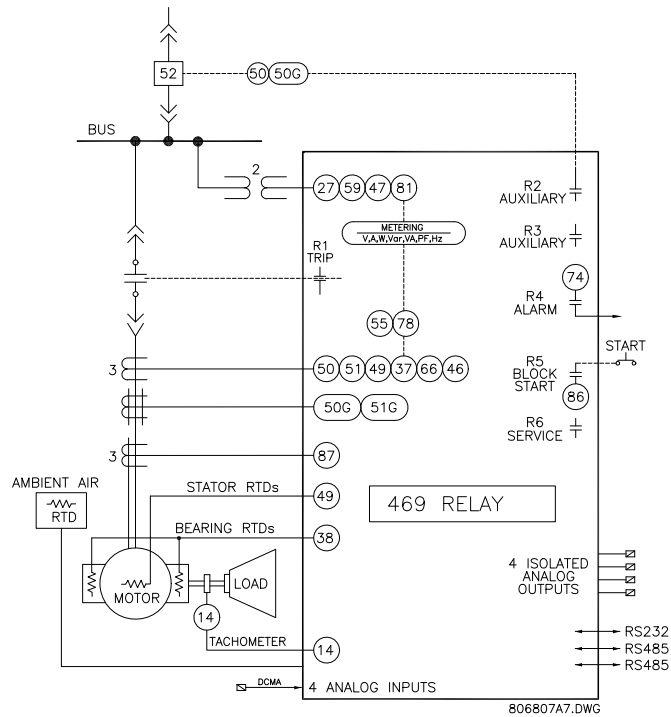 52
50 50G
BUS
2
27 59 47 81
R2
AUXILIARY
METERING
V,A,W,Var,VA,PF,Hz
R3
AUXILIARY
R1
TRIP
74
R4
ALARM
55 78
START
3
50 51 49 37 66 46
R5
BLOCK
START
86
50G 51G
R6
SERVICE
3
87
AMBIENT AIR
RTD
STATOR RTDs
49
469 RELAY
BEARING RTDs
38
MOTOR
LOAD
4 ISOLATED
ANALOG
OUTPUTS
14
TACHOMETER
14
RS232
RS485
RS485
DCMA
4 ANALOG INPUTS
806807A7.DWG